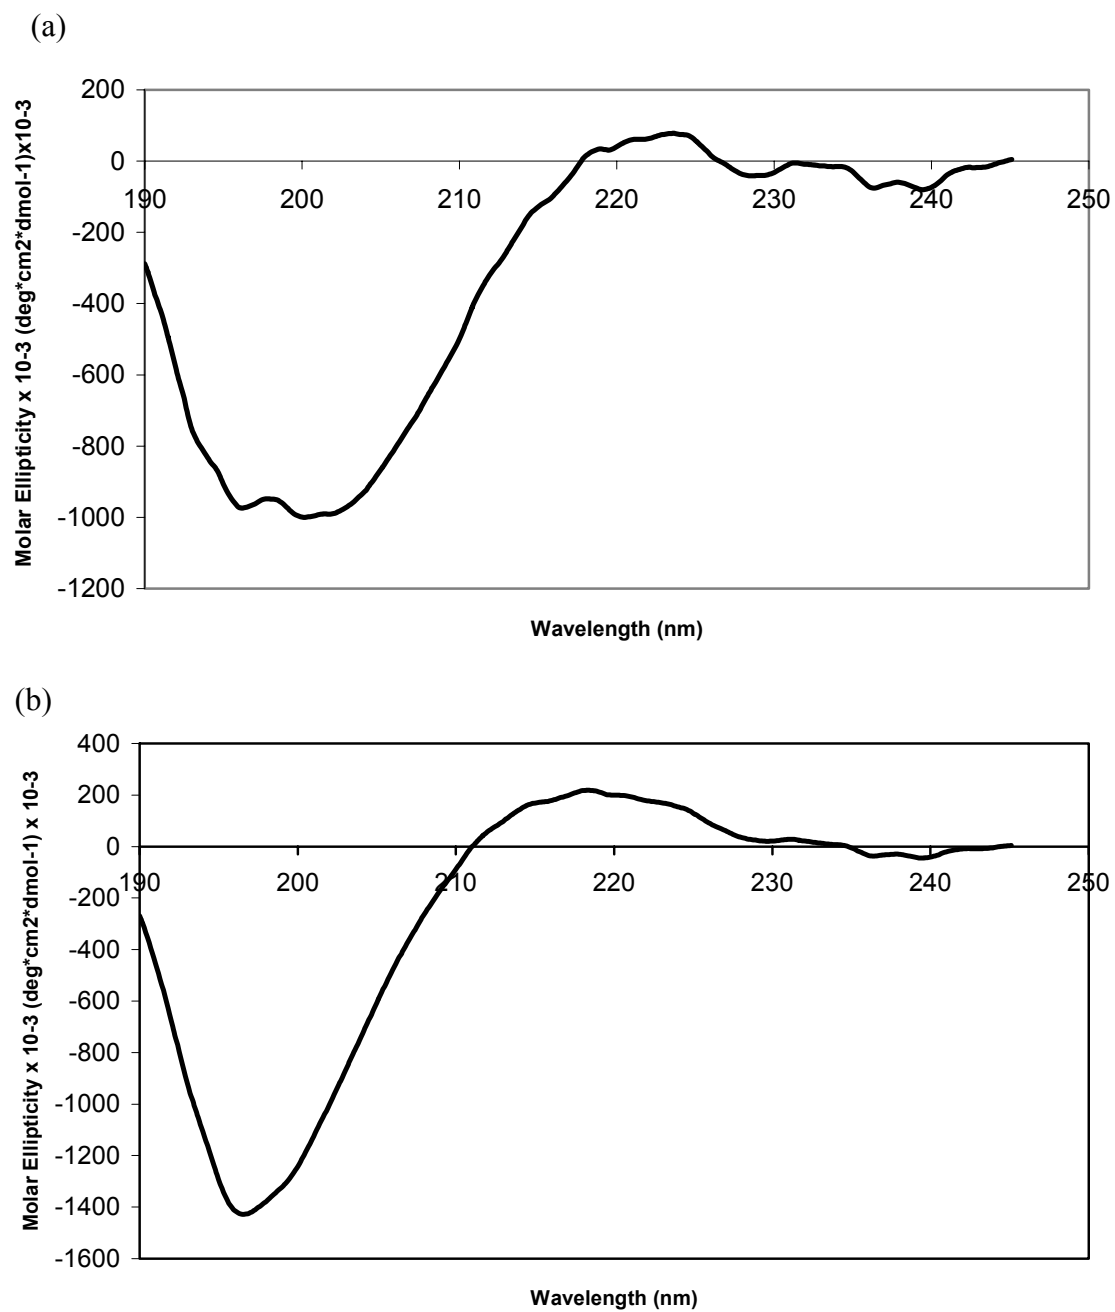 (a)
200
0
-200
-400
-600
-800
-1000
-1200
190 200 210 220 230 240 250
Molar Ellipticity x 10-3 (deg*cm2*dmol-1)x10-3
Wavelength (nm)
(b)
400
200
0
-200
-400
-600
-800
-1000
-1200
-1400
-1600
190 200 210 220 230 240 250
Molar Ellipticity x 10-3 (deg*cm2*dmol-1) x 10-3
Wavelength (nm)